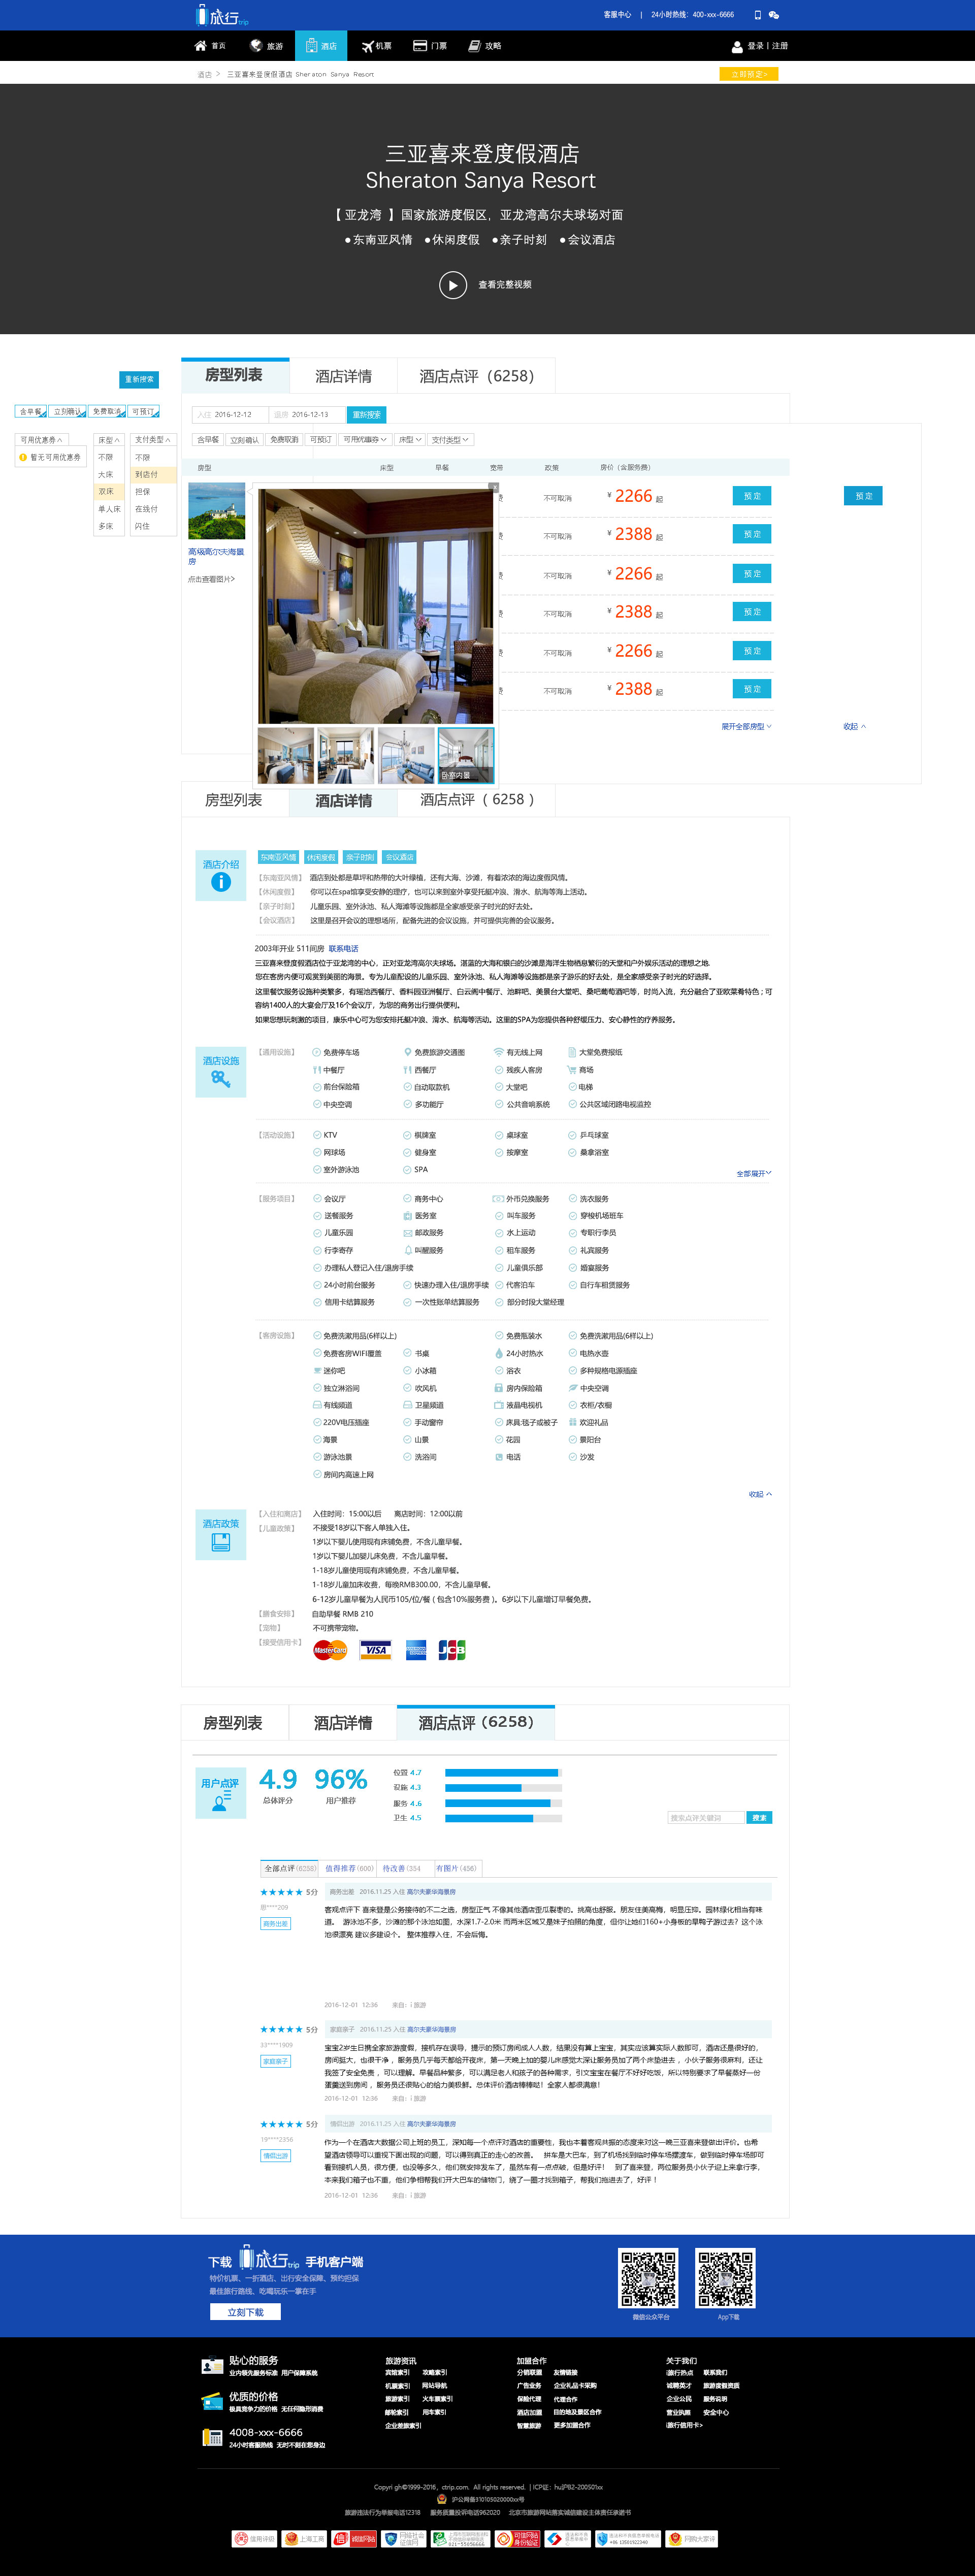 旅行trip
客服中心 | 24小时热线：400-xxx-6666
首页 旅游 酒店 机票 门票 攻略 登录 | 注册
酒店 > 三亚喜来登度假酒店 Sheraton Sanya Resort 立即预定>
三亚喜来登度假酒店
Sheraton Sanya Resort
【 亚龙湾 】国家旅游度假区，亚龙湾高尔夫球场对面
●东南亚风情 ●休闲度假 ●亲子时刻 ●会议酒店
查看完整视频
重新搜索
含早餐 立刻确认 免费取消 可预订
可用优惠券 床型 支付类型
暂无可用优惠券 不限 不限
大床 到店付
双床 担保
单人床 在线付
多床 闪住
房型列表 酒店详情 酒店点评（6258）
入住 2016-12-12 离店 2016-12-13 重新搜索
含早餐 立刻确认 免费取消 可预订 可用优惠券 床型 支付类型
房型 床型 早餐 宽带 政策 房价（含服务费）
高级高尔夫海景房
点击查看图片>
x
费 不可取消 ¥ 2266 起 预定 预定
费 不可取消 ¥ 2388 起 预定
费 不可取消 ¥ 2266 起 预定
费 不可取消 ¥ 2388 起 预定
费 不可取消 ¥ 2266 起 预定
费 不可取消 ¥ 2388 起 预定
展开全部房型 收起
卧室内景
房型列表 酒店详情 酒店点评（ 6258 ）
酒店介绍
东南亚风情 休闲度假 亲子时刻 会议酒店
【东南亚风情】 酒店到处都是草坪和热带的大叶绿植，还有大海、沙滩，有着浓浓的海边度假风情。
【休闲度假】 你可以在spa馆享受安静的理疗，也可以来到室外享受托艇冲浪、滑水、航海等海上活动。
【亲子时刻】 儿童乐园、室外泳池、私人海滩等设施都是全家感受亲子时光的好去处。
【会议酒店】 这里是召开会议的理想场所，配备先进的会议设施，并可提供完善的会议服务。
2003年开业 511间房 联系电话
三亚喜来登度假酒店位于亚龙湾的中心，正对亚龙湾高尔夫球场。湛蓝的大海和银白的沙滩是海洋生物栖息繁衍的天堂和户外娱乐活动的理想之地.
您在客房内便可观赏到美丽的海景。专为儿童配设的儿童乐园、室外泳池、私人海滩等设施都是亲子游乐的好去处，是全家感受亲子时光的好选择。
这里餐饮服务设施种类繁多，有瑶池西餐厅、香料园亚洲餐厅、白云阁中餐厅、池畔吧、美景台大堂吧、桑吧葡萄酒吧等，时尚入流，充分融合了亚欧菜肴特色；可
容纳1400人的大宴会厅及16个会议厅，为您的商务出行提供便利。
如果您想玩刺激的项目，康乐中心可为您安排托艇冲浪、滑水、航海等活动。这里的SPA为您提供各种舒缓压力、安心静性的疗养服务。
酒店设施
【通用设施】 免费停车场 免费旅游交通图 有无线上网 大堂免费报纸
中餐厅 西餐厅 残疾人客房 商场
前台保险箱 自动取款机 大堂吧 电梯
中央空调 多功能厅 公共音响系统 公共区域闭路电视监控
【活动设施】 KTV 棋牌室 桌球室 乒乓球室
网球场 健身室 按摩室 桑拿浴室
室外游泳池 SPA 全部展开
【服务项目】 会议厅 商务中心 外币兑换服务 洗衣服务
送餐服务 医务室 叫车服务 穿梭机场班车
儿童乐园 邮政服务 水上运动 专职行李员
行李寄存 叫醒服务 租车服务 礼宾服务
办理私人登记入住/退房手续 儿童俱乐部 婚宴服务
24小时前台服务 快速办理入住/退房手续 代客泊车 自行车租赁服务
信用卡结算服务 一次性账单结算服务 部分时段大堂经理
【客房设施】 免费洗漱用品(6样以上) 免费瓶装水 免费洗漱用品(6样以上)
免费客房WIFI覆盖 书桌 24小时热水 电热水壶
迷你吧 小冰箱 浴衣 多种规格电源插座
独立淋浴间 吹风机 房内保险箱 中央空调
有线频道 卫星频道 液晶电视机 衣柜/衣橱
220V电压插座 手动窗帘 床具:毯子或被子 欢迎礼品
海景 山景 花园 景阳台
游泳池景 洗浴间 电话 沙发
房间内高速上网
收起
酒店政策
【入住和离店】 入住时间：15:00以后 离店时间：12:00以前
【儿童政策】 不接受18岁以下客人单独入住。
1岁以下婴儿使用现有床铺免费，不含儿童早餐。
1岁以下婴儿加婴儿床免费，不含儿童早餐。
1-18岁儿童使用现有床铺免费，不含儿童早餐。
1-18岁儿童加床收费，每晚RMB300.00，不含儿童早餐。
6-12岁儿童早餐为人民币105/位/餐 ( 包含10%服务费 )。6岁以下儿童增订早餐免费。
【膳食安排】 自助早餐 RMB 210
【宠物】 不可携带宠物。
【接受信用卡】 MasterCard VISA JCB
房型列表 酒店详情 酒店点评（6258）
用户点评
4.9 96%
总体评分 用户推荐
位置 4.7
设施 4.3
服务 4.6
卫生 4.5
搜索点评关键词 搜索
全部点评(6258) 值得推荐(600) 待改善(554 有图片(456)
5分 商务出差 2016.11.25 入住 高尔夫豪华海景房
****209
商务出差
客观点评下 喜来登是公务接待的不二之选，房型正气 不像其他酒店歪瓜裂枣的。挑高也舒服。朋友住美高梅，明显压抑。园林绿化相当有味
道。 游泳池不多，沙滩的那个泳池如图，水深1.7-2.0米 而两米区域又是妹子拍照的角度，但尔让她们160+小身板的旱鸭子游过去? 这个泳
池很漂亮 建议多建设个。 整体推荐入住，不会后悔。
2016-12-01 12:36 来自：i 旅游
5分 家庭亲子 2016.11.25 入住 高尔夫豪华海景房
33****1909
家庭亲子
宝宝2岁生日携全家旅游度假，接机存在误导，提示的预订房间成人人数，结果没有算上宝宝，其实应该算实际人数即可，酒店还是很好的，
房间挺大，也很干净 ，服务员几乎每天都给开夜床，第一天晚上加的婴儿床感觉太深让服务员加了两个床垫进去 ，小伙子服务很麻利，还让
我签了安全免责 ，可以理解。早餐品种繁多，可以满足老人和孩子的各种需求，引文宝宝在餐厅不好好吃饭，所以特别要求了早餐蒸好一份
蛋羹送到房间 ，服务员还很贴心的给力美极鲜。总体评价酒店棒棒哒！全家人都很满意！
2016-12-01 12:36 来自：i 旅游
5分 情侣出游 2016.11.25 入住 高尔夫豪华海景房
19****2356
情侣出游
作为一个在酒店大数据公司上班的员工，深知每一个点评对酒店的重要性，我也本着客观共振的态度来对这一晚三亚喜来登做出评价。也希
望酒店领导可以重视下面出现的问题，可以得到真正的走心的改善。 拼车是大巴车，到了机场找到临时停车场摆渡车，做到临时停车场即可
看到接机人员，很方便，也没等多久，他们就安排发车了，虽然车有一点点破，但是好评！ 到了喜来登，两位服务员小伙子迎上来拿行李，
本来我们箱子也不重，他们争相帮我们开大巴车的储物门，绕了一圈才找到箱子，帮我们拖进去了，好评 !
2016-12-01 12:36 来自：i 旅游
下载 旅行trip 手机客户端
特价机票、一折酒店、出行安全保障。预约担保
最佳旅行路线、吃喝玩乐一掌在手
立刻下载
微信公众平台 App下载
贴心的服务
业内领先服务标准 用户保障系统
优质的价格
极具竞争力的价格 无任何隐形消费
4008-xxx-6666
24小时客服热线 无时不刻在您身边
旅游资讯
宾馆索引 攻略索引
机票索引 网站导航
旅游索引 火车票索引
邮轮索引 用车索引
企业差旅索引
加盟合作
分销联盟 友情链接
广告业务 企业礼品卡采购
保险代理 代理合作
酒店加盟 目的地及景区合作
智慧旅游 更多加盟合作
关于我们
i旅行热点 联系我们
诚聘英才 旅游度假资质
企业公民 服务说明
营业执照 安全中心
i旅行信用卡>
Copyri gh©1999-2016，ctrip.com. All rights reserved. | ICP证：hu沪B2-200501xx
沪公网备310105020000xx号
旅游违法行为举报电话12318 服务质量投诉电话962020 北京市旅游网站落实诚信建设主体责任承诺书
信用评级 上海工商 诚信网站 网络社会征信网 021-55056666 可信网站身份验证 网购大家评